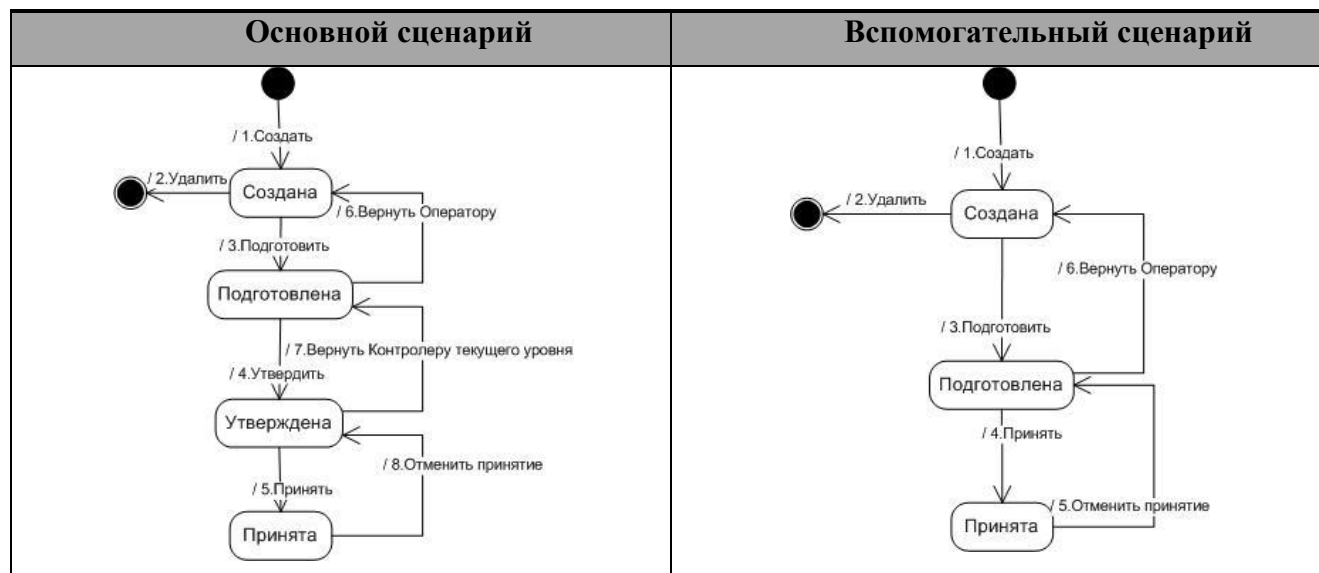 Основной сценарий
Вспомогательный сценарий
/ 1.Создать
/ 2.Удалить
Создана
/ 6.Вернуть Оператору
/ 3.Подготовить
Подготовлена
/ 7.Вернуть Контролеру текущего уровня
/ 4.Утвердить
Утверждена
/ 8.Отменить принятие
/ 5.Принять
Принята
/ 1.Создать
/ 2.Удалить
Создана
/ 6.Вернуть Оператору
/ 3.Подготовить
Подготовлена
/ 4.Принять
/ 5.Отменить принятие
Принята